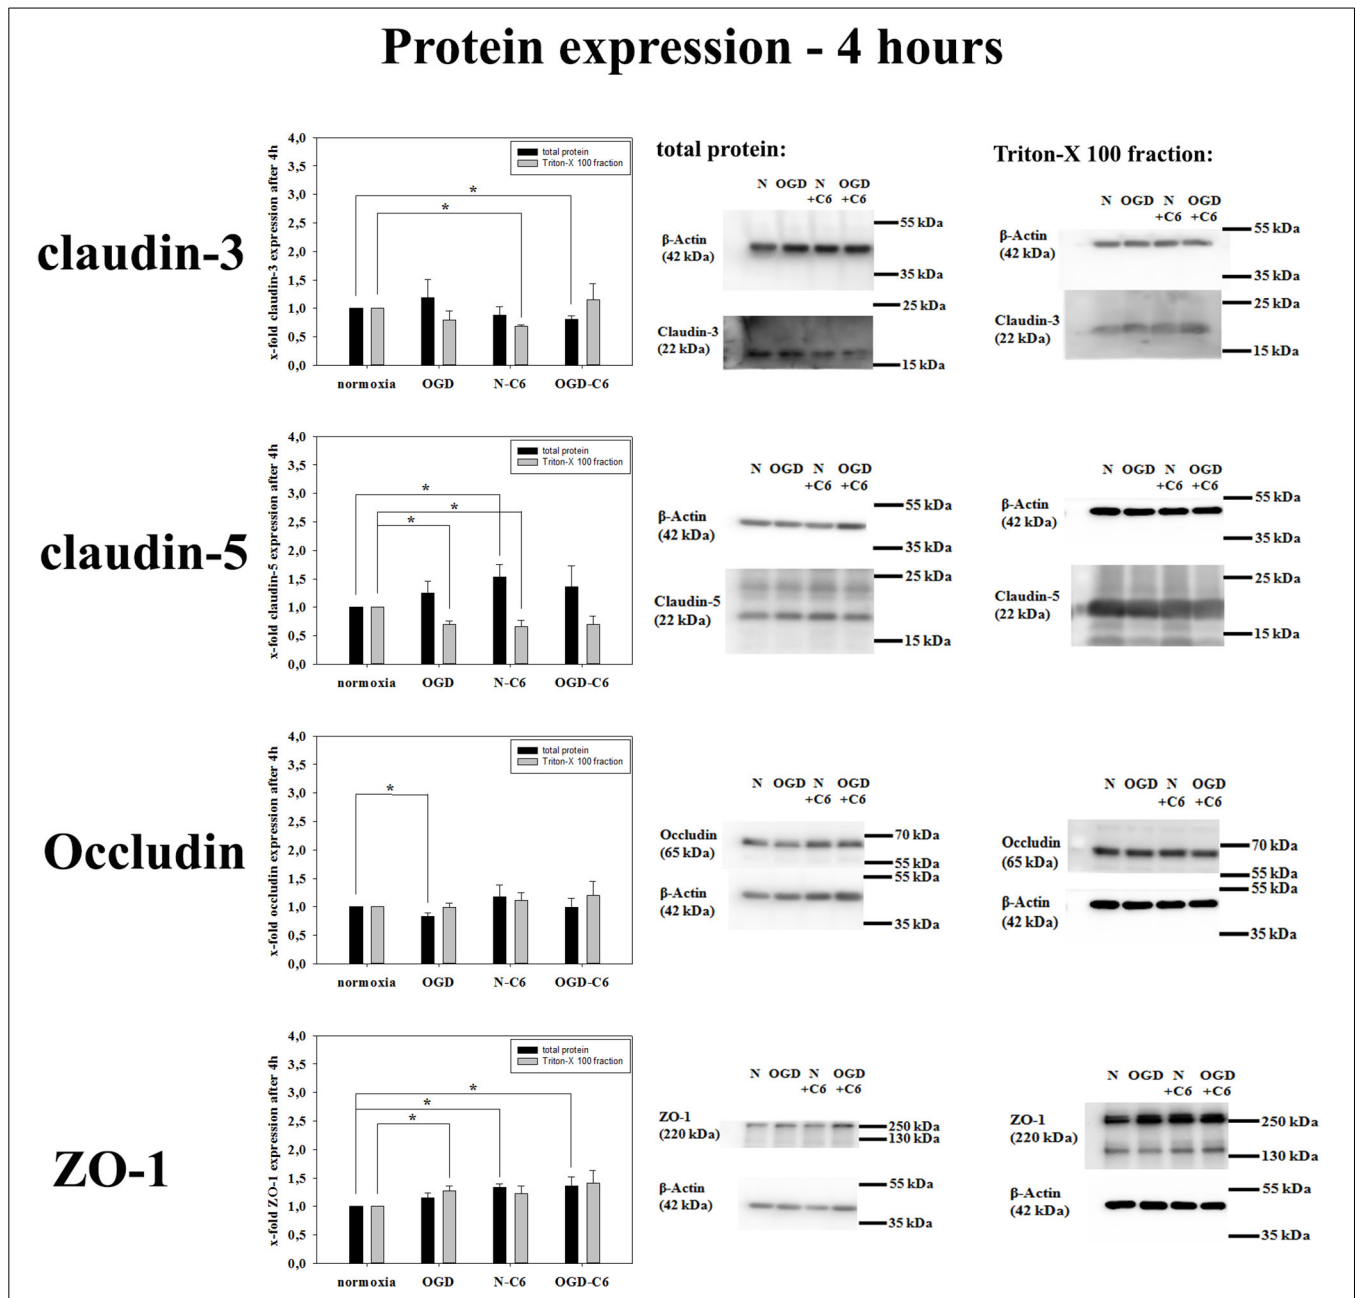 Protein expression - 4 hours
claudin-3
x-fold claudin-3 expression after 4h
4,0
3,5
3,0
2,5
2,0
1,5
1,0
0,5
0,0
total protein
Triton-X 100 fraction
*
*
normoxia OGD N-C6 OGD-C6
total protein:
N OGD N OGD
+C6 +C6
β-Actin
(42 kDa)
55 kDa
35 kDa
25 kDa
Claudin-3
(22 kDa)
15 kDa
Triton-X 100 fraction:
N OGD N OGD
+C6 +C6
β-Actin
(42 kDa)
55 kDa
35 kDa
25 kDa
Claudin-3
(22 kDa)
15 kDa
claudin-5
x-fold claudin-5 expression after 4h
4,0
3,5
3,0
2,5
2,0
1,5
1,0
0,5
0,0
total protein
Triton-X 100 fraction
*
*
*
normoxia OGD N-C6 OGD-C6
N OGD N OGD
+C6 +C6
β-Actin
(42 kDa)
55 kDa
35 kDa
25 kDa
Claudin-5
(22 kDa)
15 kDa
N OGD N OGD
+C6 +C6
β-Actin
(42 kDa)
55 kDa
35 kDa
25 kDa
Claudin-5
(22 kDa)
15 kDa
Occludin
x-fold occludin expression after 4h
4,0
3,5
3,0
2,5
2,0
1,5
1,0
0,5
0,0
total protein
Triton-X 100 fraction
*
normoxia OGD N-C6 OGD-C6
N OGD N OGD
+C6 +C6
Occludin
(65 kDa)
70 kDa
55 kDa
55 kDa
β-Actin
(42 kDa)
35 kDa
N OGD N OGD
+C6 +C6
Occludin
(65 kDa)
70 kDa
55 kDa
55 kDa
β-Actin
(42 kDa)
35 kDa
ZO-1
x-fold ZO-1 expression after 4h
4,0
3,5
3,0
2,5
2,0
1,5
1,0
0,5
0,0
total protein
Triton-X 100 fraction
*
*
*
normoxia OGD N-C6 OGD-C6
N OGD N OGD
+C6 +C6
ZO-1
(220 kDa)
250 kDa
130 kDa
β-Actin
(42 kDa)
55 kDa
35 kDa
N OGD N OGD
+C6 +C6
ZO-1
(220 kDa)
250 kDa
130 kDa
β-Actin
(42 kDa)
55 kDa
35 kDa